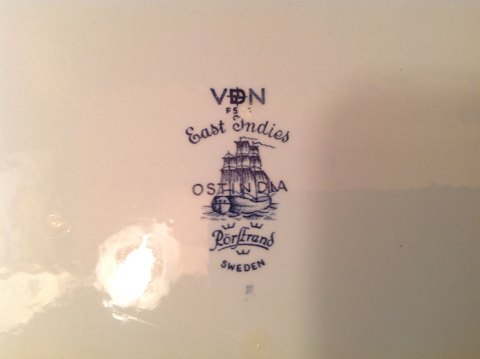 VDN
FS
East Indies
OSTINDIA
Rörstrand
SWEDEN